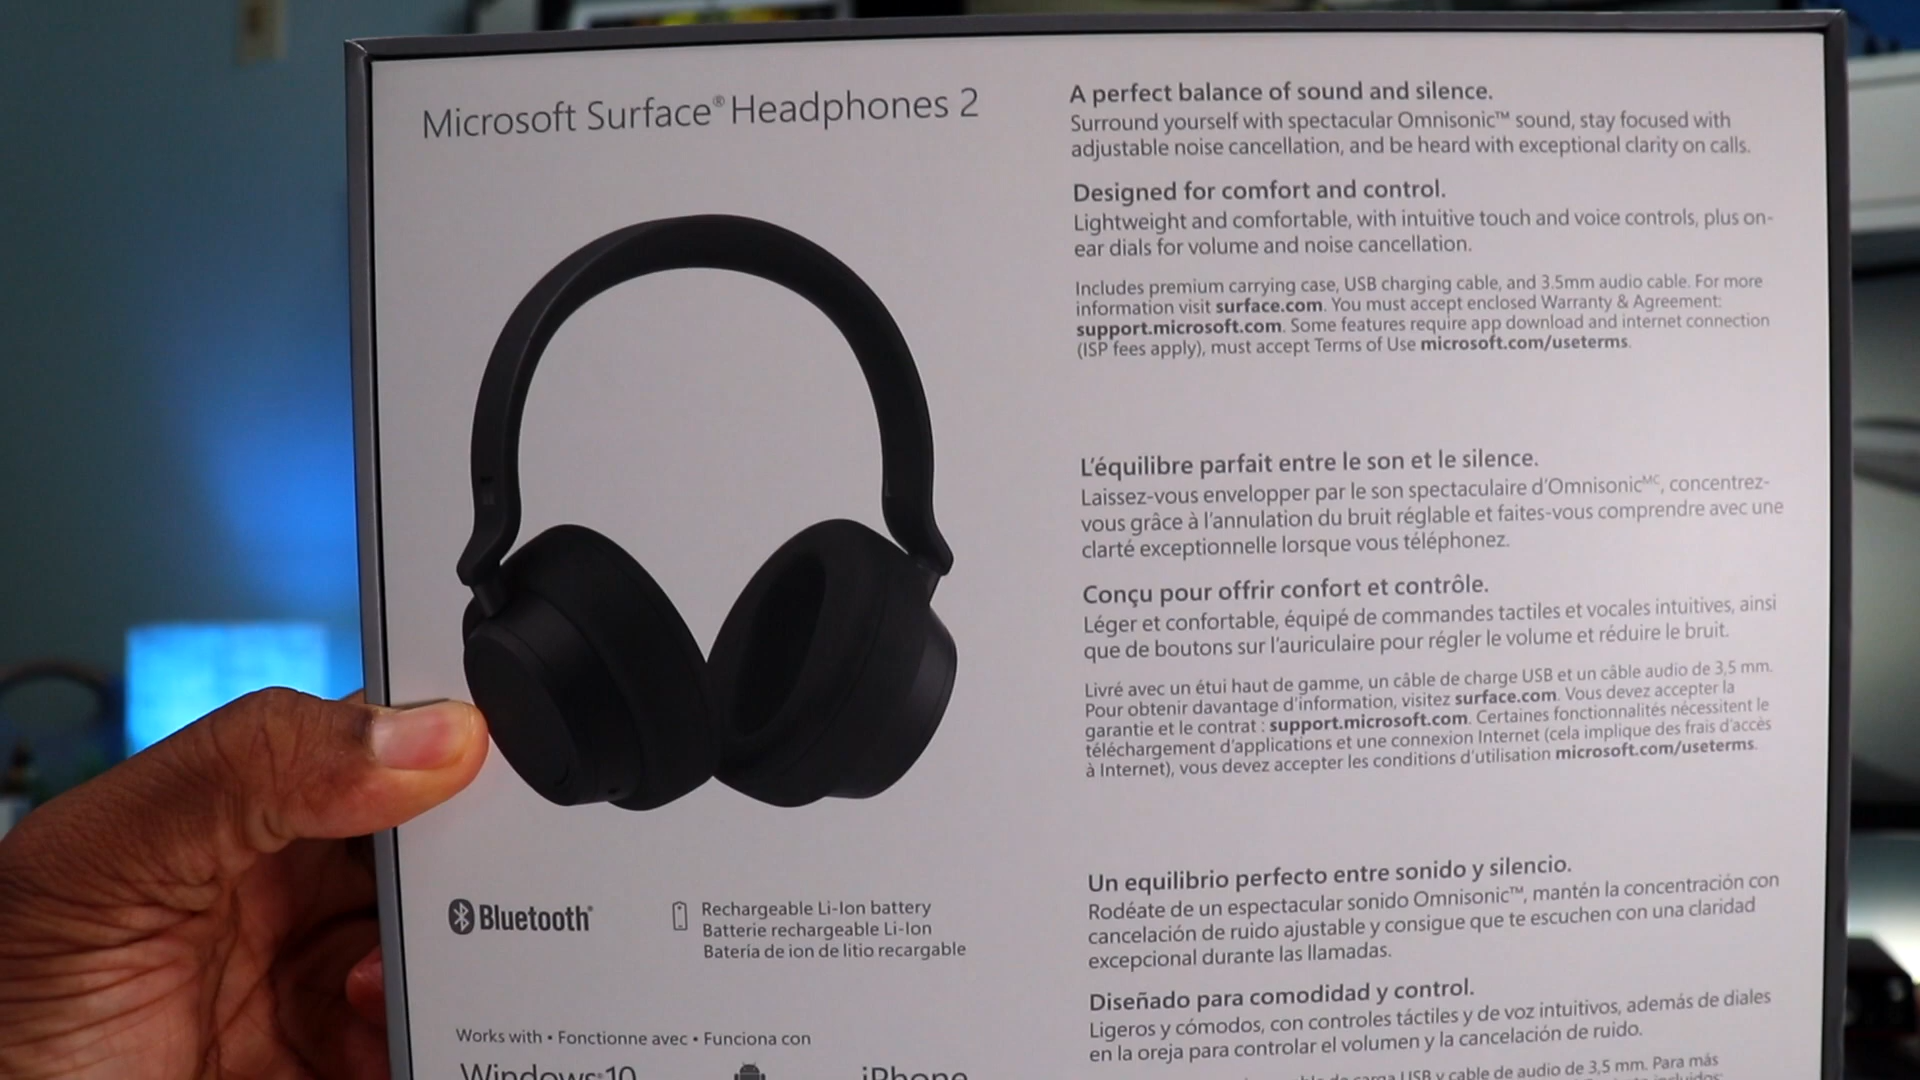 Microsoft Surface® Headphones 2
A perfect balance of sound and silence.
Surround yourself with spectacular Omnisonic™ sound, stay focused with
adjustable noise cancellation, and be heard with exceptional clarity on calls.
Designed for comfort and control.
Lightweight and comfortable, with intuitive touch and voice controls, plus on-
ear dials for volume and noise cancellation.
Includes premium carrying case, USB charging cable, and 3.5mm audio cable. For more
information visit surface.com. You must accept enclosed Warranty & Agreement:
support.microsoft.com. Some features require app download and internet connection
(ISP fees apply), must accept Terms of Use microsoft.com/useterms.
L'équilibre parfait entre le son et le silence.
Laissez-vous envelopper par le son spectaculaire d'Omnisonicᴹᶜ, concentrez-
vous grâce à l'annulation du bruit réglable et faites-vous comprendre avec une
clarté exceptionnelle lorsque vous téléphonez.
Conçu pour offrir confort et contrôle.
Léger et confortable, équipé de commandes tactiles et vocales intuitives, ainsi
que de boutons sur l'auriculaire pour régler le volume et réduire le bruit.
Livré avec un étui haut de gamme, un câble de charge USB et un câble audio de 3,5 mm.
Pour obtenir davantage d'information, visitez surface.com. Vous devez accepter la
garantie et le contrat : support.microsoft.com. Certaines fonctionnalités nécessitent le
téléchargement d'applications et une connexion Internet (cela implique des frais d'accès
à Internet), vous devez accepter les conditions d'utilisation microsoft.com/useterms.
Un equilibrio perfecto entre sonido y silencio.
Rodéate de un espectacular sonido Omnisonic™, mantén la concentración con
cancelación de ruido ajustable y consigue que te escuchen con una claridad
excepcional durante las llamadas.
Diseñado para comodidad y control.
Ligeros y cómodos, con controles táctiles y de voz intuitivos, además de diales
en la oreja para controlar el volumen y la cancelación de ruido.
USB y cable de audio de 3,5 mm. Para más
Bluetooth®
Rechargeable Li-Ion battery
Batterie rechargeable Li-Ion
Batería de ion de litio recargable
Works with • Fonctionne avec • Funciona con
Windows 10
iPhone